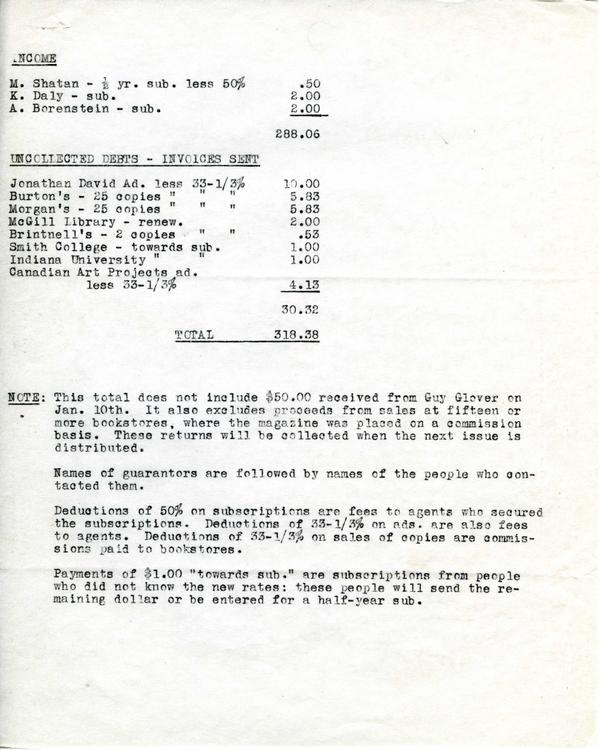 INCOME
M. Shatan - ½ yr. sub. less 50% .50
K. Daly - sub. 2.00
A. Borenstein - sub. 2.00
288.06
UNCOLLECTED DEBTS - INVOICES SENT
Jonathan David Ad. less 33-1/3% 10.00
Burton's - 25 copies " " " 5.83
Morgan's - 25 copies " " " 5.83
McGill Library - renew. 2.00
Brintnell's - 2 copies " " .53
Smith College - towards sub. 1.00
Indiana University " " 1.00
Canadian Art Projects ad.
less 33-1/3% 4.13
30.32
TOTAL 318.38
NOTE: This total does not include $50.00 received from Guy Glover on
Jan. 10th. It also excludes proceeds from sales at fifteen or
more bookstores, where the magazine was placed on a commission
basis. These returns will be collected when the next issue is
distributed.
Names of guarantors are followed by names of the people who con-
tacted them.
Deductions of 50% on subscriptions are fees to agents who secured
the subscriptions. Deductions of 33-1/3% on ads. are also fees
to agents. Deductions of 33-1/3% on sales of copies are commis-
sions paid to bookstores.
Payments of $1.00 "towards sub." are subscriptions from people
who did not know the new rates: these people will send the re-
maining dollar or be entered for a half-year sub.